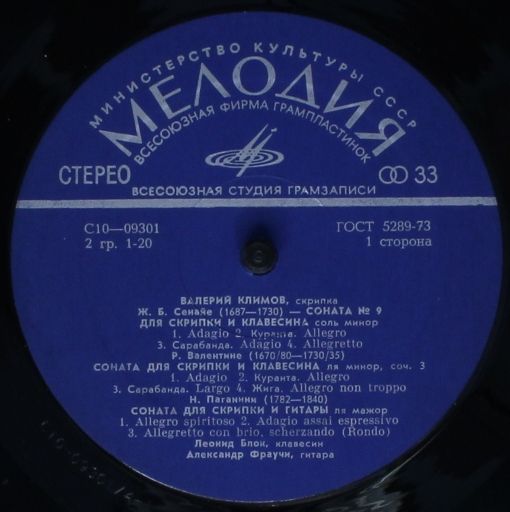 МИНИСТЕРСТВО КУЛЬТУРЫ СССР
МЕЛОДИЯ
ВСЕСОЮЗНАЯ ФИРМА ГРАМПЛАСТИНОК
СТЕРЕО 33
ВСЕСОЮЗНАЯ СТУДИЯ ГРАМЗАПИСИ
С10—09301 ГОСТ 5289-73
2 гр. 1-20 1 сторона
ВАЛЕРИЙ КЛИМОВ, скрипка
Ж. Б. Сенайе (1687—1730) — СОНАТА № 9
ДЛЯ СКРИПКИ И КЛАВЕСИНА соль минор
1. Adagio 2. Куранта. Allegro
3. Сарабанда. Adagio 4. Allegretto
Р. Валентине (1670/80—1730/35)
СОНАТА ДЛЯ СКРИПКИ И КЛАВЕСИНА ля минор, соч. 3
1. Adagio 2. Куранта. Allegro
3. Сарабанда. Largo 4. Жига. Allegro non troppo
Н. Паганини (1782—1840)
СОНАТА ДЛЯ СКРИПКИ И ГИТАРЫ ля мажор
1. Allegro spiritoso 2. Adagio assai espressivo
3. Allegretto con brio, scherzando (Rondo)
Леонид Блок, клавесин
Александр Фраучи, гитара